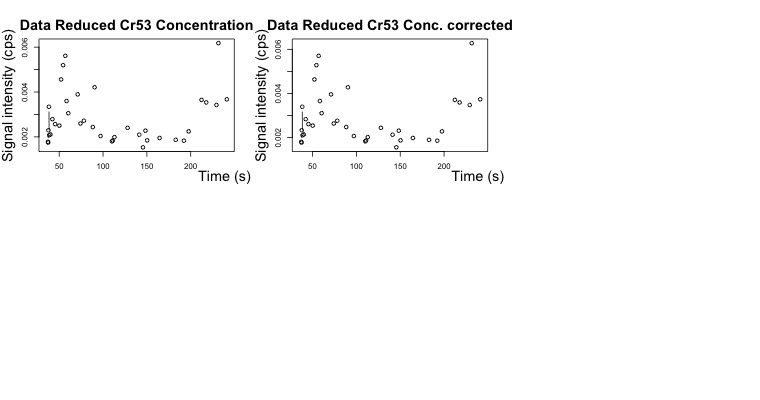 Data Reduced Cr53 Concentration
Signal intensity (cps)
0.006
0.004
0.002
50 100 150 200
Time (s)
Data Reduced Cr53 Conc. corrected
Signal intensity (cps)
0.006
0.004
0.002
50 100 150 200
Time (s)